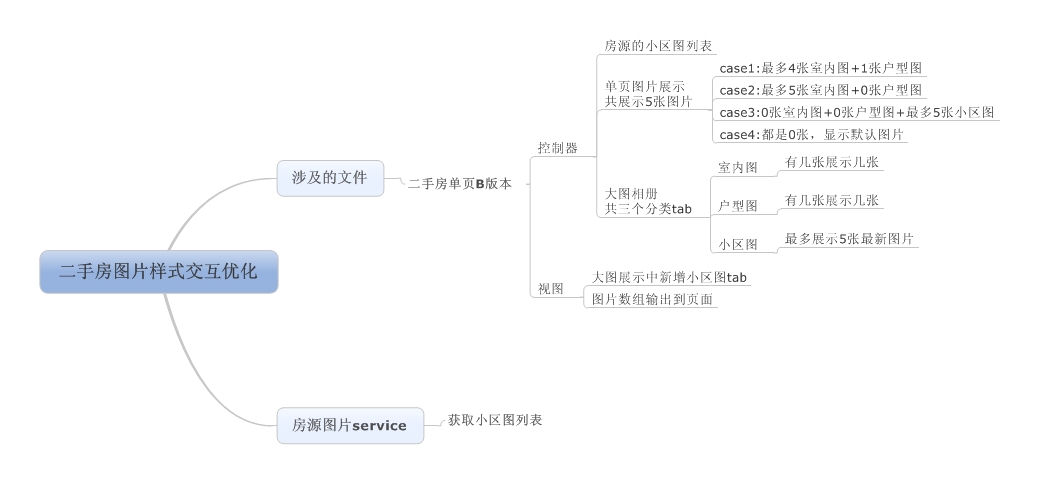 二手房图片样式交互优化
涉及的文件
二手房单页B版本
控制器
房源的小区图列表
单页图片展示
共展示5张图片
case1:最多4张室内图+1张户型图
case2:最多5张室内图+0张户型图
case3:0张室内图+0张户型图+最多5张小区图
case4:都是0张，显示默认图片
大图相册
共三个分类tab
室内图
有几张展示几张
户型图
有几张展示几张
小区图
最多展示5张最新图片
视图
大图展示中新增小区图tab
图片数组输出到页面
房源图片service
获取小区图列表